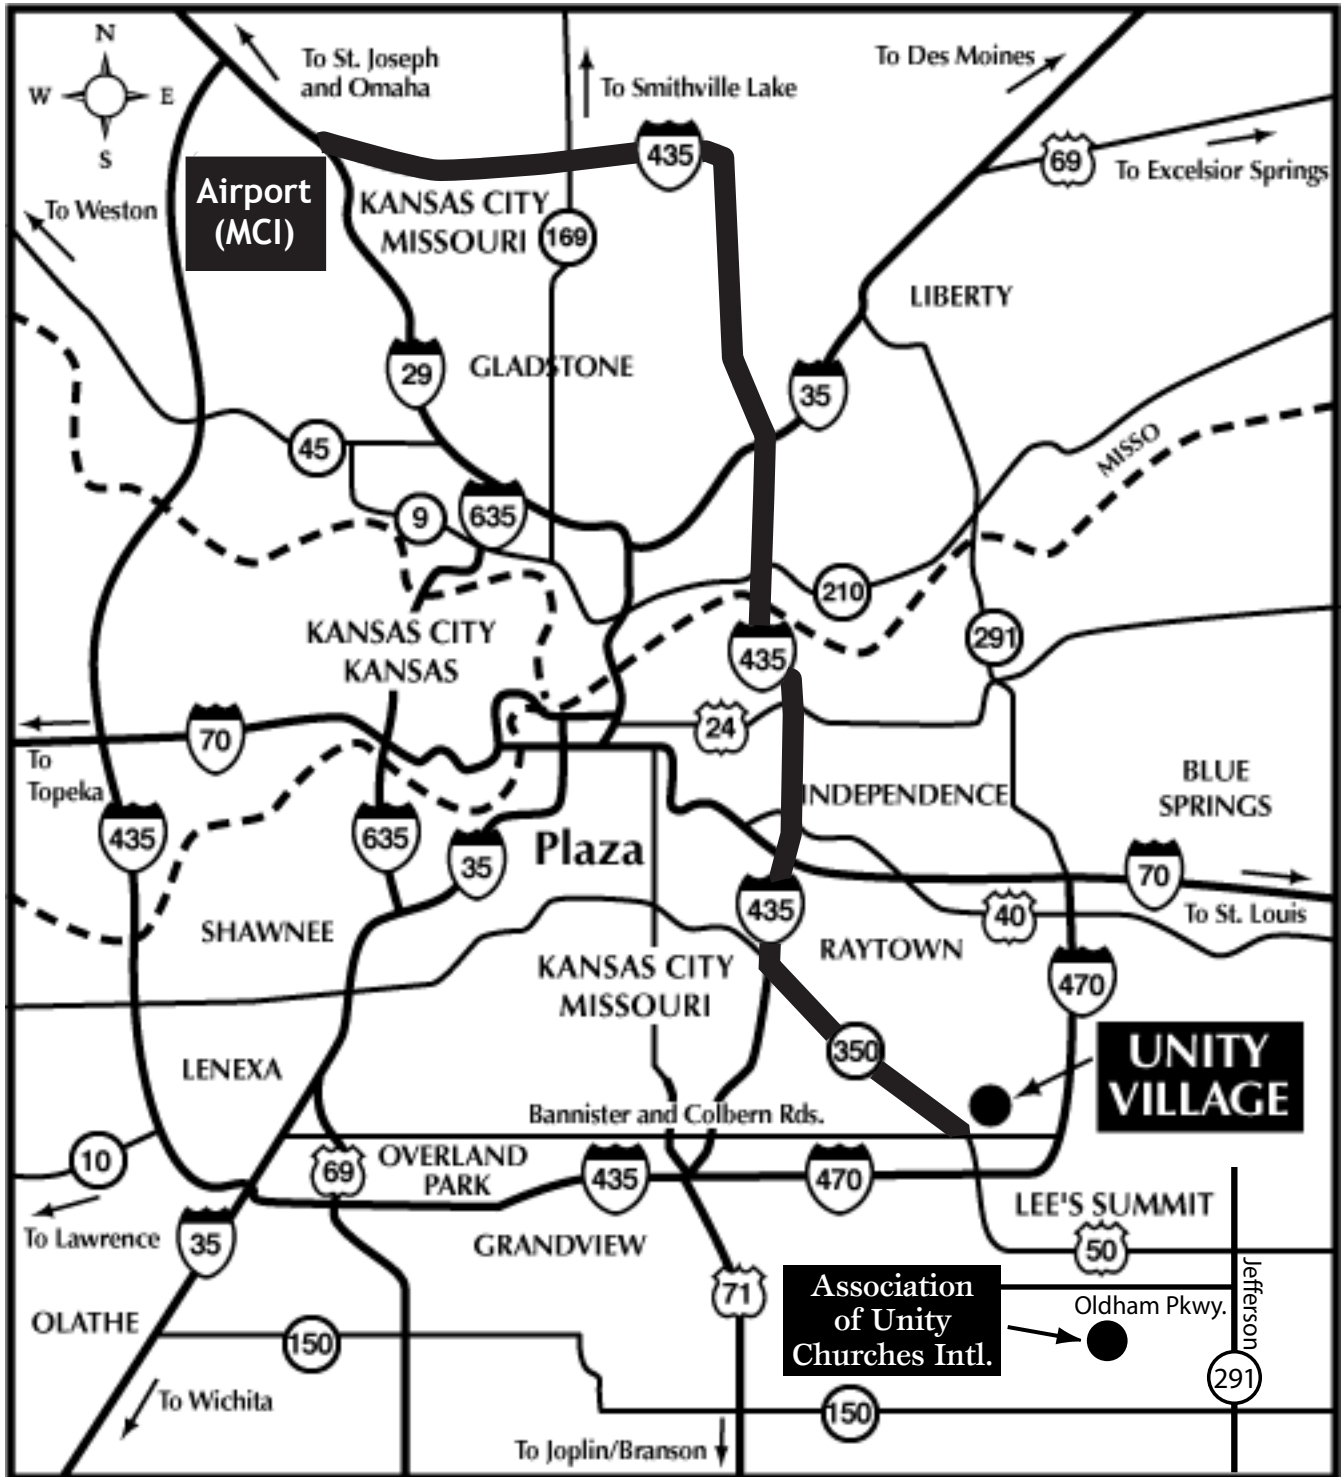 N
W
E
S
To St. Joseph
and Omaha
To Smithville Lake
To Des Moines
435
69
To Excelsior Springs
Airport
(MCI)
To Weston
KANSAS CITY
MISSOURI
169
LIBERTY
29
GLADSTONE
35
45
MISSO
9
635
210
KANSAS CITY
KANSAS
291
435
70
24
To
Topeka
INDEPENDENCE
BLUE
SPRINGS
435
635
35
Plaza
70
To St. Louis
435
40
SHAWNEE
RAYTOWN
KANSAS CITY
MISSOURI
470
350
UNITY
VILLAGE
LENEXA
Bannister and Colbern Rds.
10
69
OVERLAND
PARK
435
470
To Lawrence
35
GRANDVIEW
LEE'S SUMMIT
50
71
Association
of Unity
Churches Intl.
Oldham Pkwy.
Jefferson
OLATHE
150
291
To Wichita
150
To Joplin/Branson